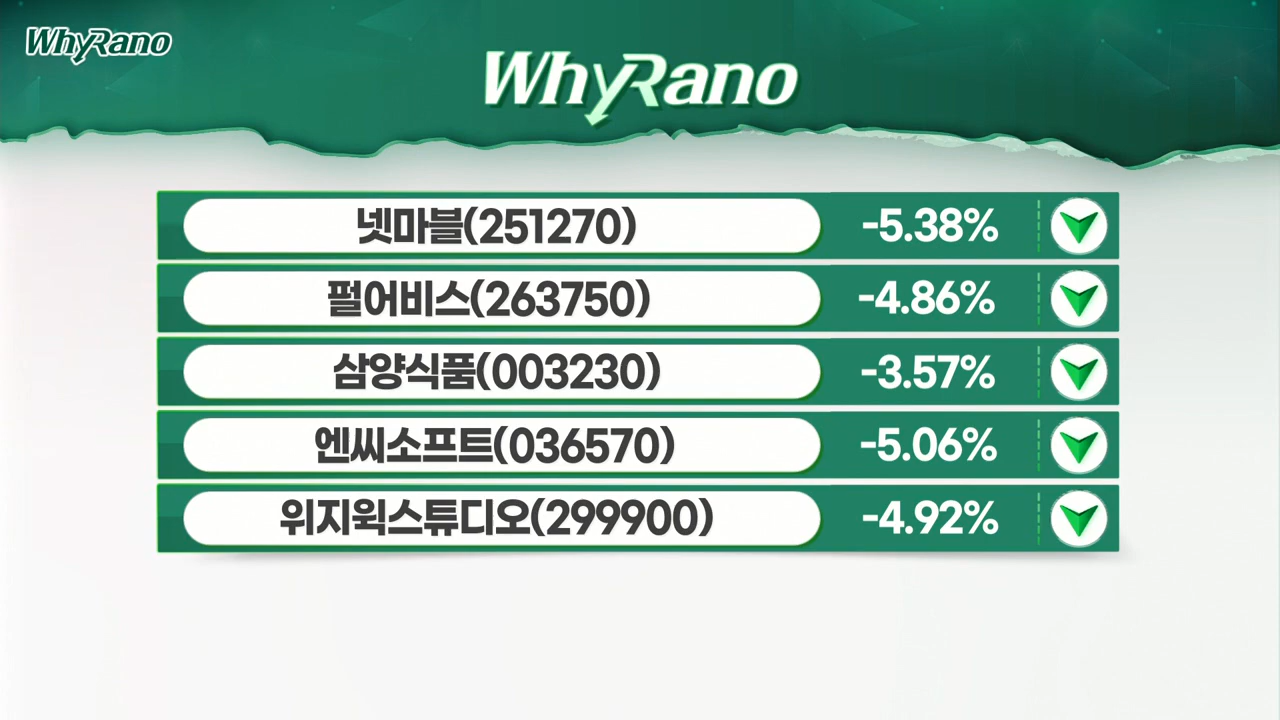 WhyRano
WhyRano
넷마블(251270) -5.38%
펄어비스(263750) -4.86%
삼양식품(003230) -3.57%
엔씨소프트(036570) -5.06%
위지윅스튜디오(299900) -4.92%